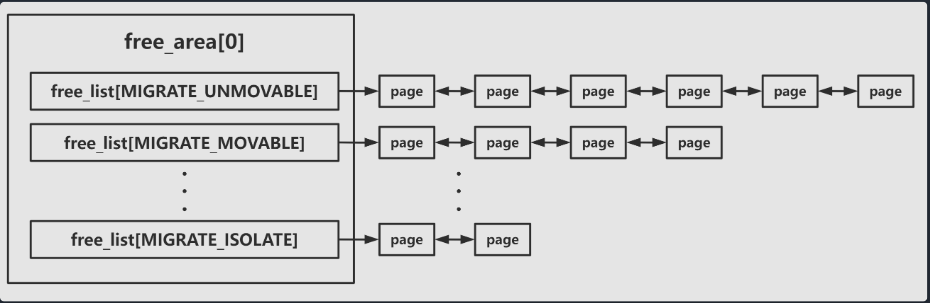 free_area[0]
free_list[MIGRATE_UNMOVABLE] page page page page page page
free_list[MIGRATE_MOVABLE] page page page page
free_list[MIGRATE_ISOLATE] page page